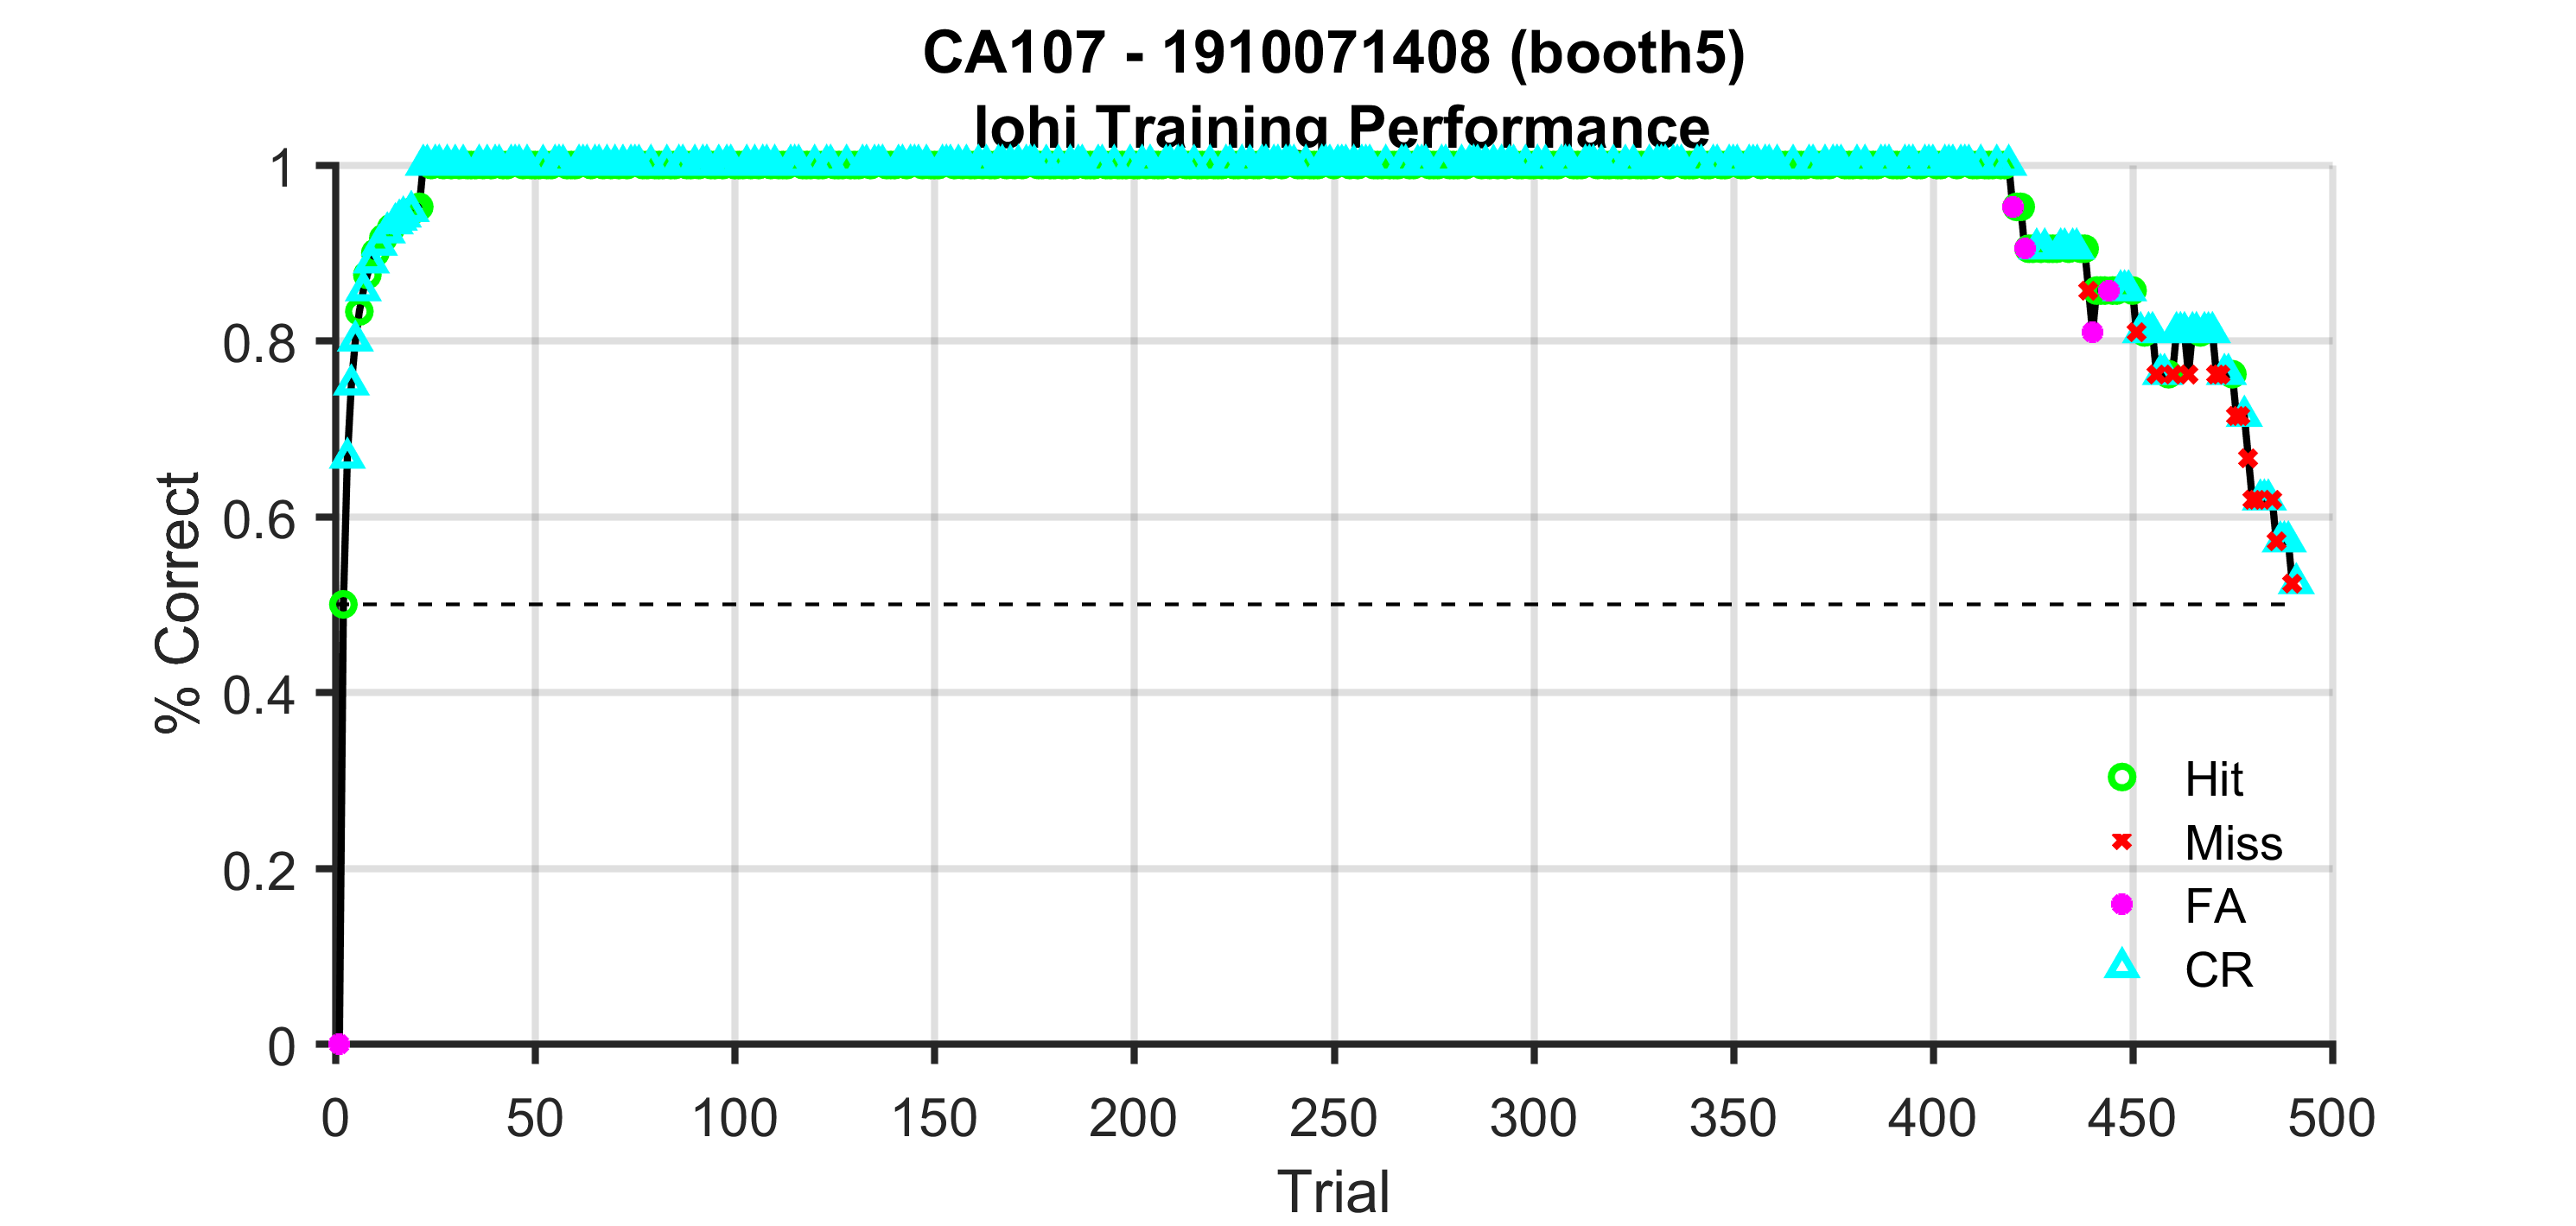 CA107 - 1910071408 (booth5)
lohi Training Performance
% Correct
1
0.8
0.6
0.4
0.2
0
0 50 100 150 200 250 300 350 400 450 500
Trial
Hit
Miss
FA
CR